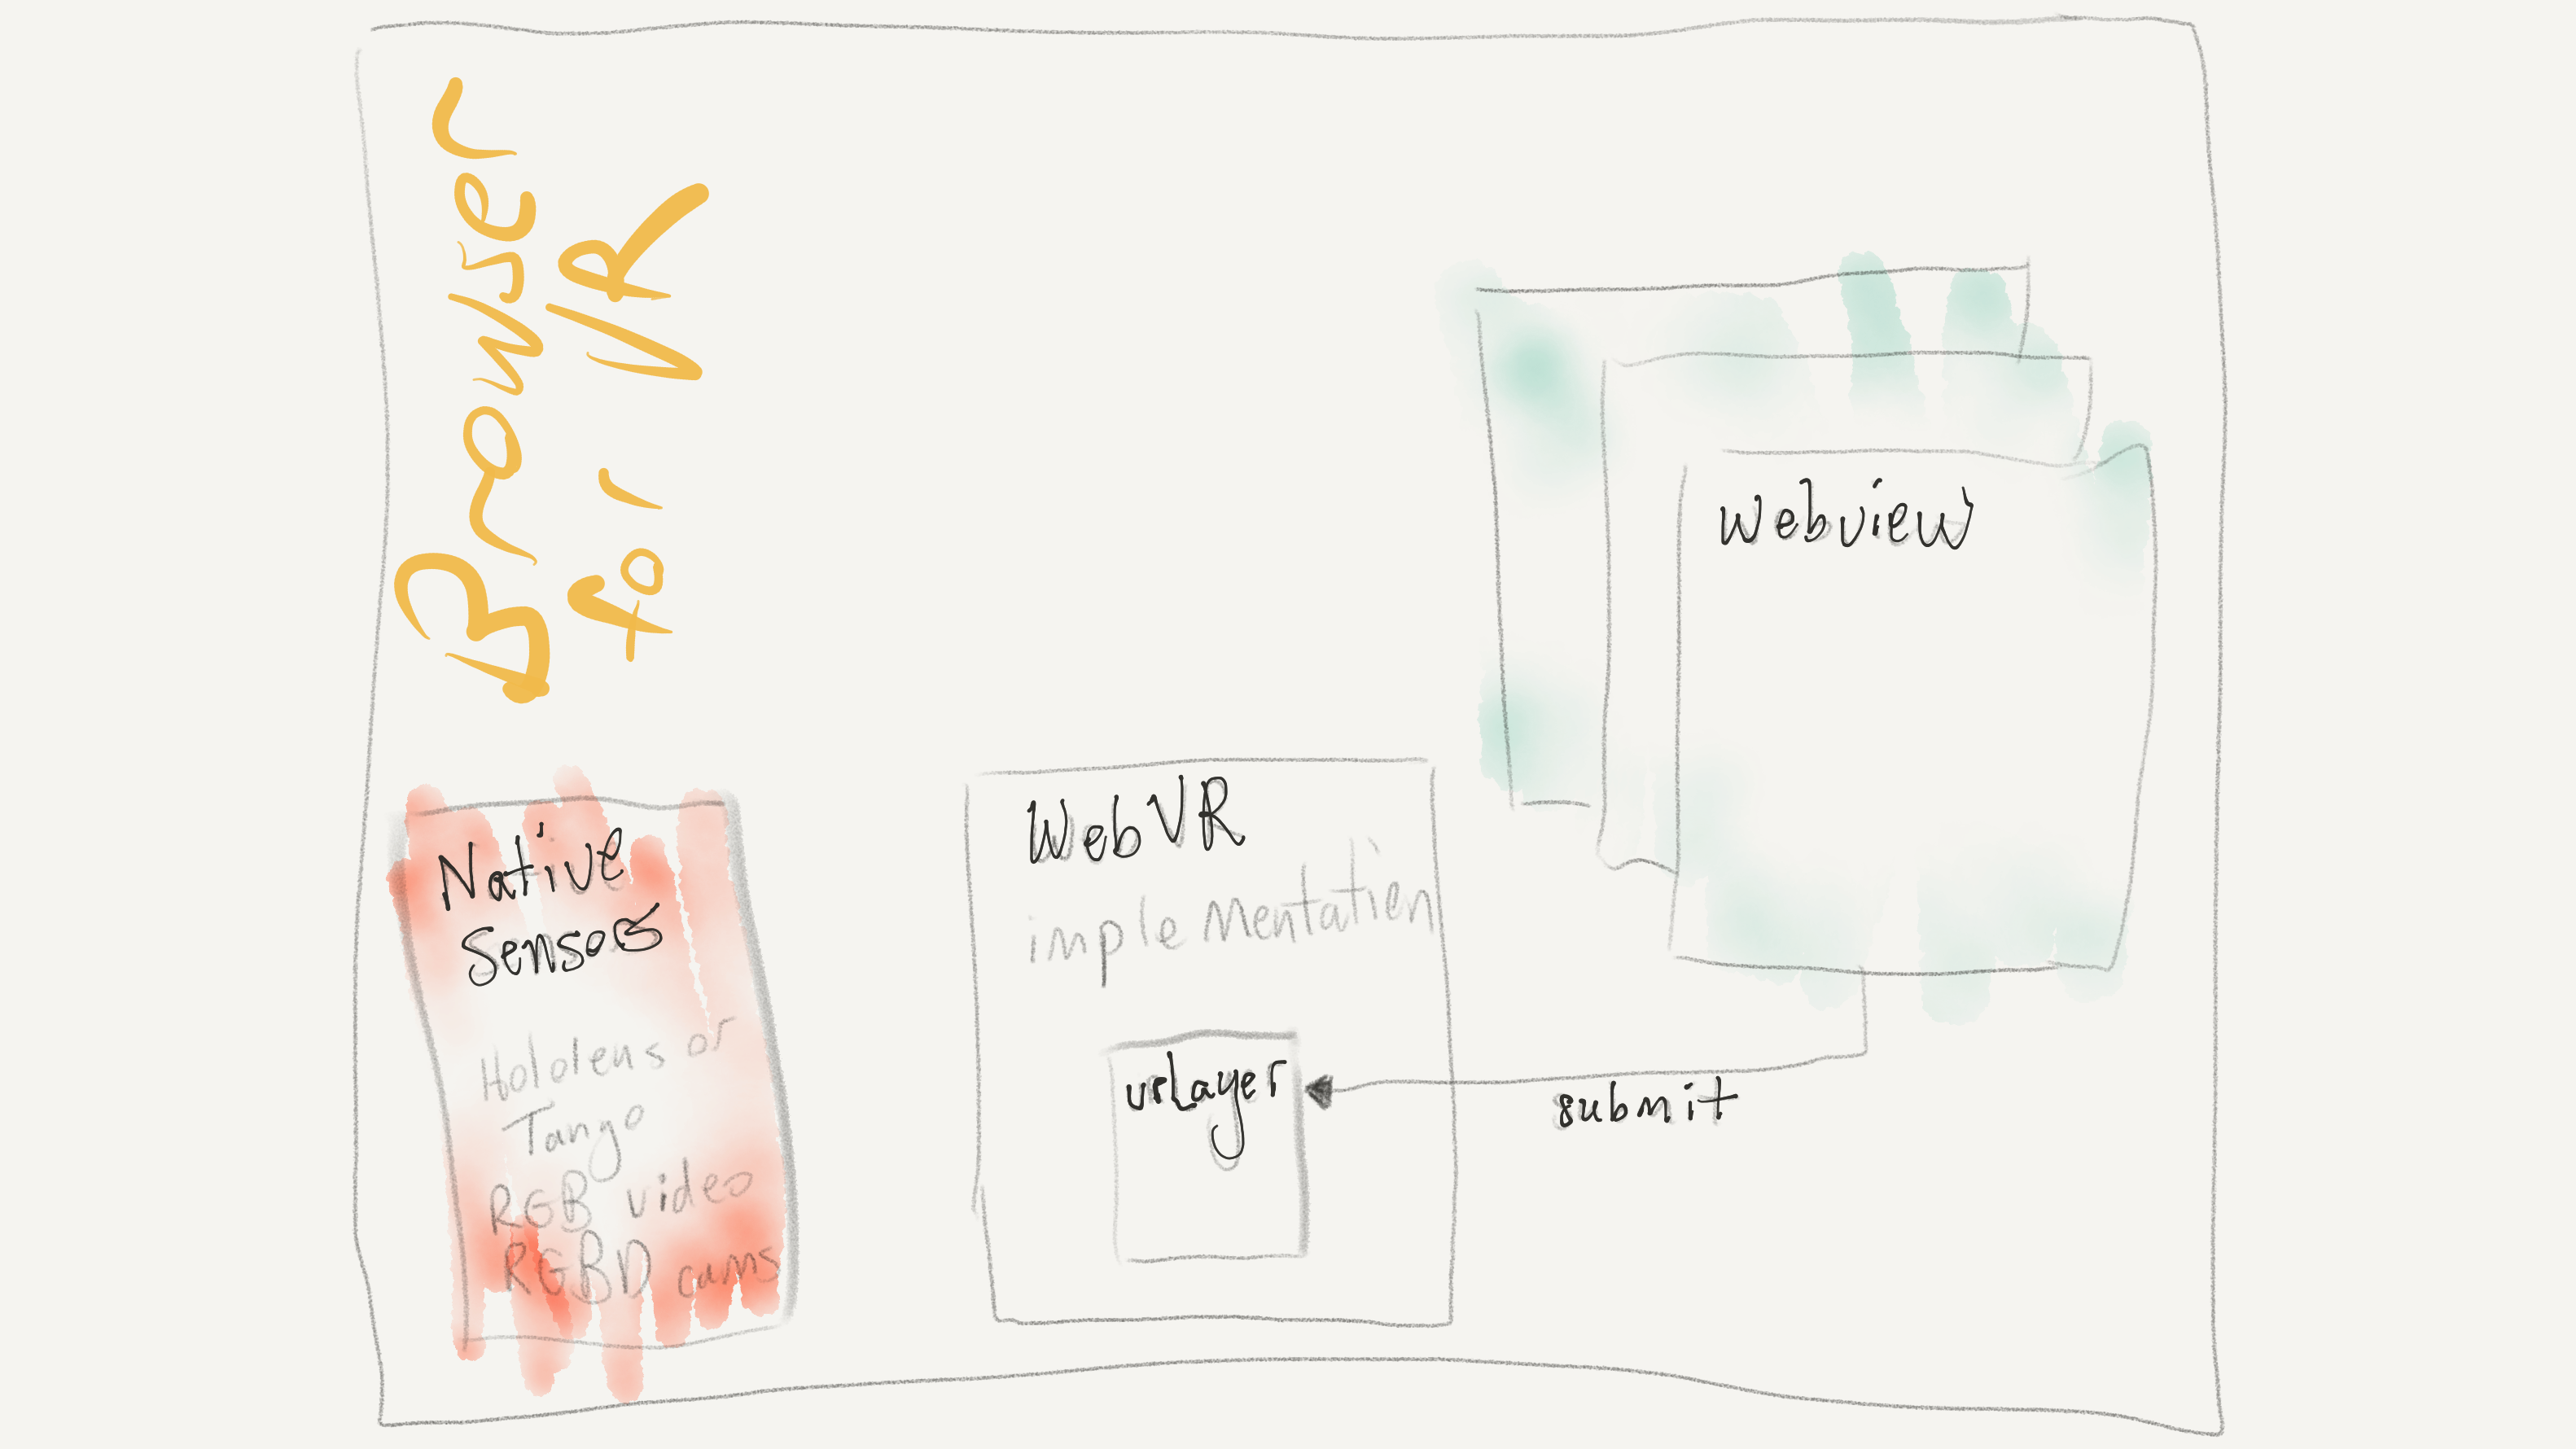 Browser
for VR
Native
Sensors
Hololens or
Tango
RGB video
RGBD cams
WebVR
implementation
vrLayer
submit
Webview